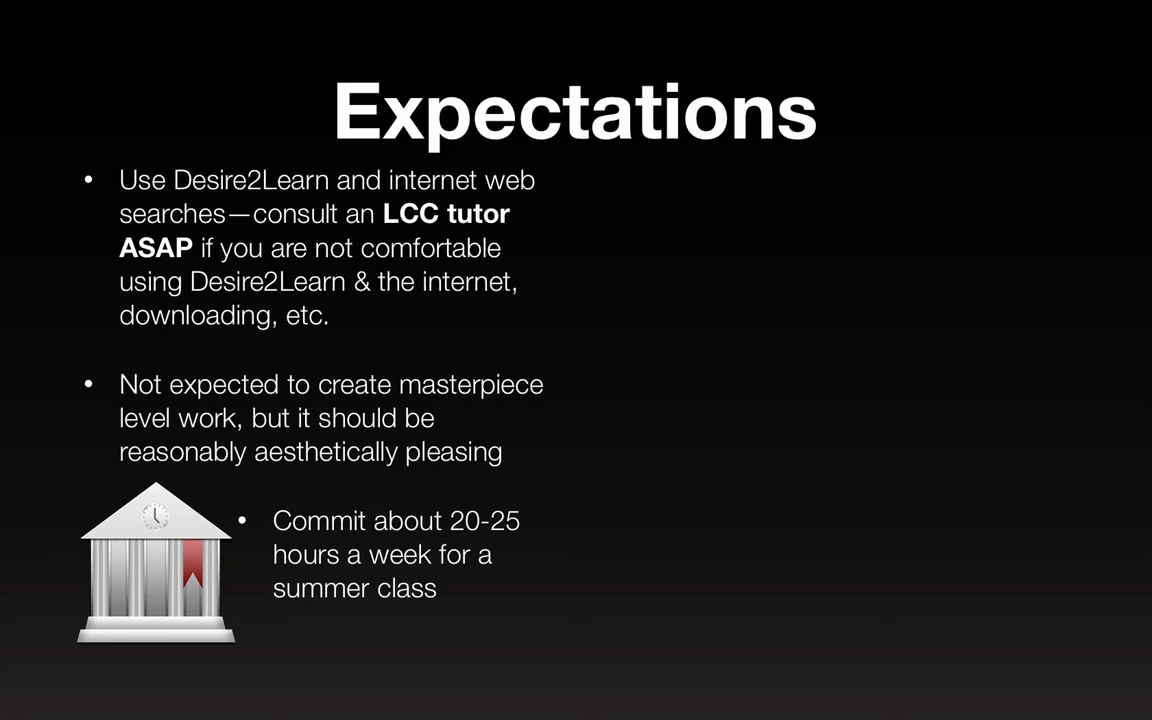 Expectations
• Use Desire2Learn and internet web
searches—consult an LCC tutor
ASAP if you are not comfortable
using Desire2Learn & the internet,
downloading, etc.
• Not expected to create masterpiece
level work, but it should be
reasonably aesthetically pleasing
• Commit about 20-25
hours a week for a
summer class